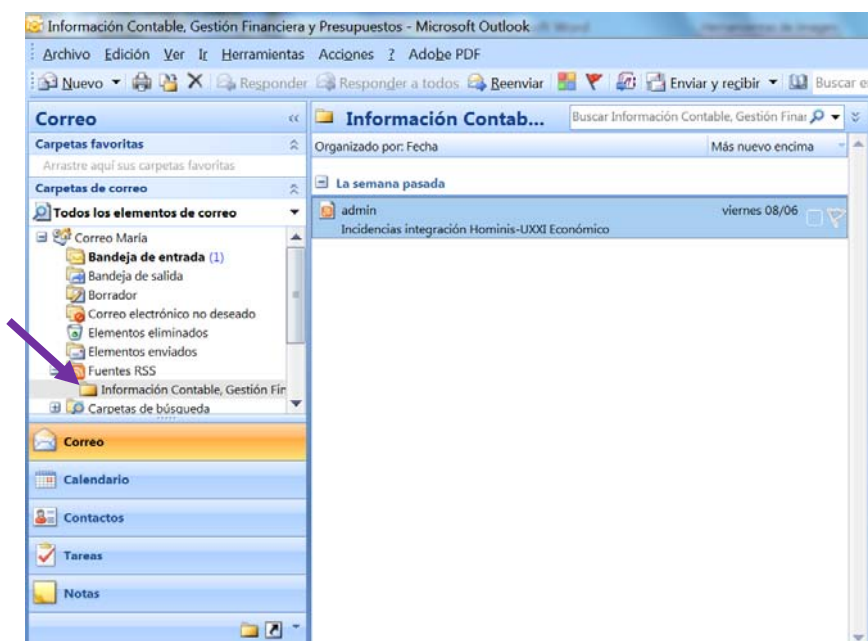 Información Contable, Gestión Financiera y Presupuestos - Microsoft Outlook
Archivo Edición Ver Ir Herramientas Acciones ? Adobe PDF
Nuevo Responder Responder a todos Reenviar Enviar y recibir Buscar e
Correo
Carpetas favoritas
Arrastre aquí sus carpetas favoritas
Carpetas de correo
Todos los elementos de correo
Correo María
Bandeja de entrada (1)
Bandeja de salida
Borrador
Correo electrónico no deseado
Elementos eliminados
Elementos enviados
Fuentes RSS
Información Contable, Gestión Fin
Carpetas de búsqueda
Correo
Calendario
Contactos
Tareas
Notas
Información Contab...
Buscar Información Contable, Gestión Finar
Organizado por: Fecha Más nuevo encima
La semana pasada
admin viernes 08/06
Incidencias integración Hominis-UXXI Económico